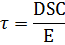 τ = DSC/E